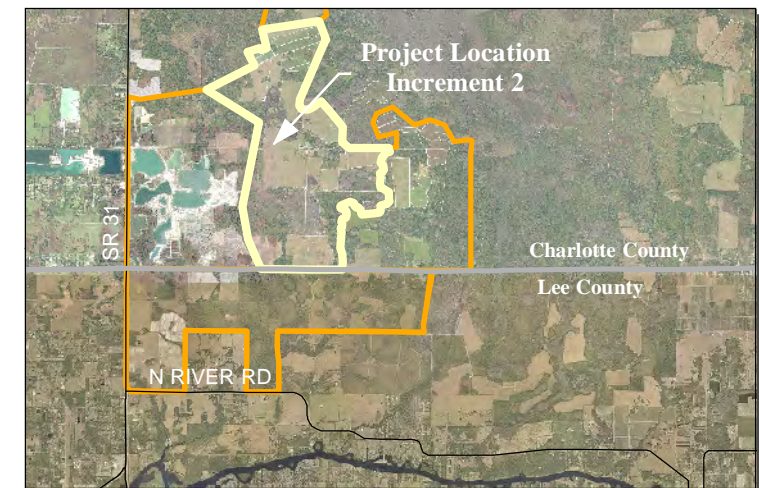 Project Location
Increment 2
SR 31
Charlotte County
Lee County
N RIVER RD